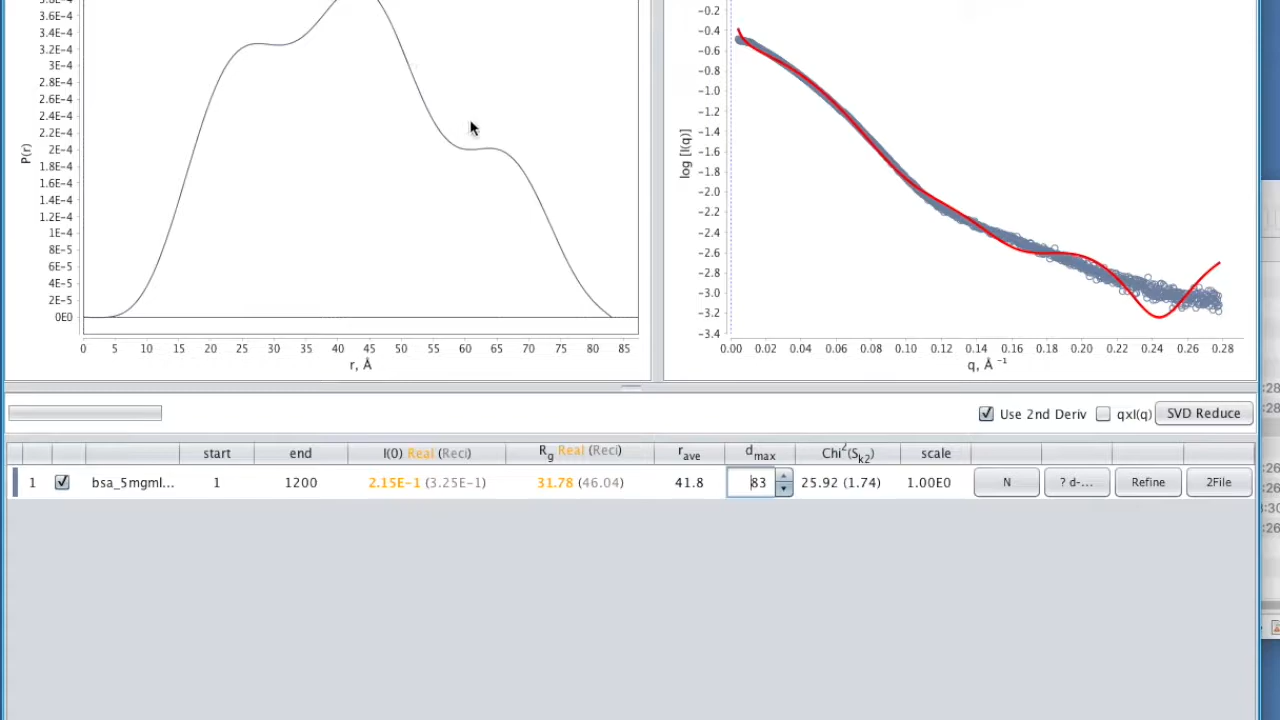 3.6E-4
3.4E-4
3.2E-4
3E-4
2.8E-4
2.6E-4
2.4E-4
2.2E-4
2E-4
1.8E-4
1.6E-4
1.4E-4
1.2E-4
1E-4
8E-5
6E-5
4E-5
2E-5
0E0
P(r)
0 5 10 15 20 25 30 35 40 45 50 55 60 65 70 75 80 85
r, Å
-0.2
-0.4
-0.6
-0.8
-1.0
-1.2
-1.4
-1.6
-1.8
-2.0
-2.2
-2.4
-2.6
-2.8
-3.0
-3.2
-3.4
log [I(q)]
0.00 0.02 0.04 0.06 0.08 0.10 0.12 0.14 0.16 0.18 0.20 0.22 0.24 0.26 0.28
q, Å ⁻¹
Use 2nd Deriv qxI(q) SVD Reduce
start end I(0) Real (Reci) Rg Real (Reci) rave dmax Chi²(Sk2) scale
1 bsa_5mgml... 1 1200 2.15E-1 (3.25E-1) 31.78 (46.04) 41.8 83 25.92 (1.74) 1.00E0 N ? d-... Refine 2File
:28
:28
:26
:26
:30
:26